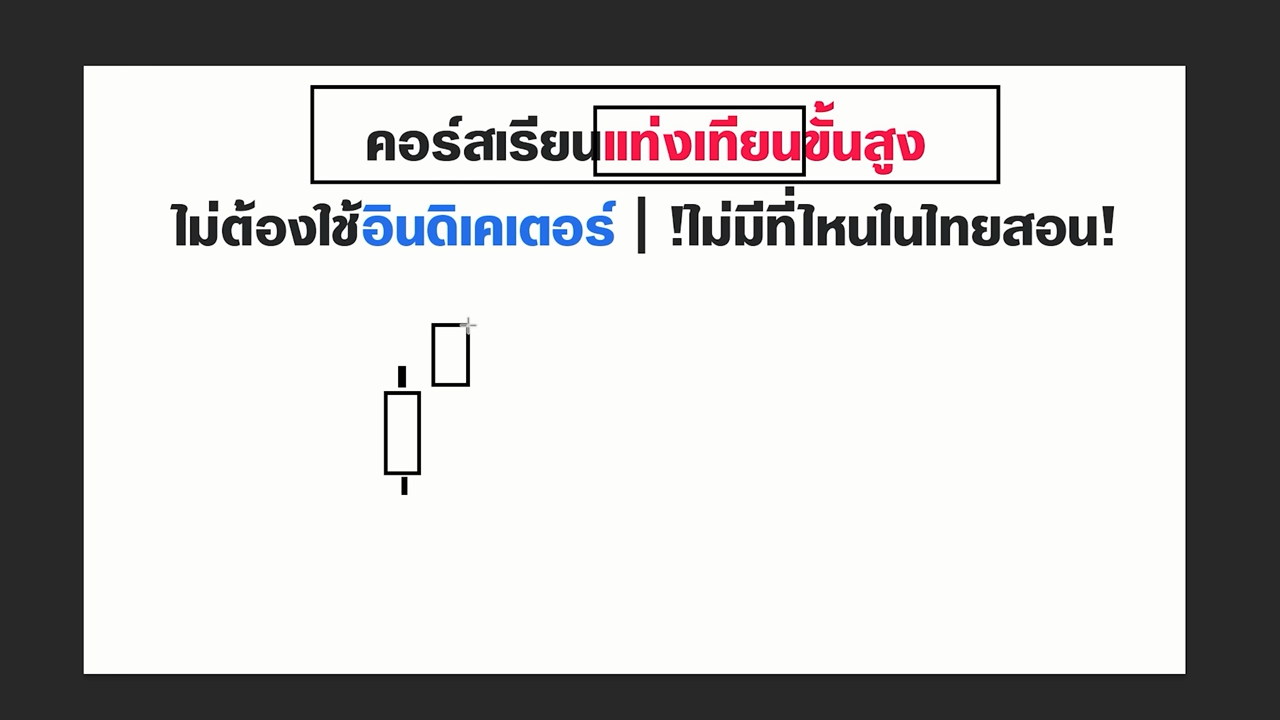 คอร์สเรียนแท่งเทียนขั้นสูง
ไม่ต้องใช้อินดิเคเตอร์ | !ไม่มีที่ไหนในไทยสอน!